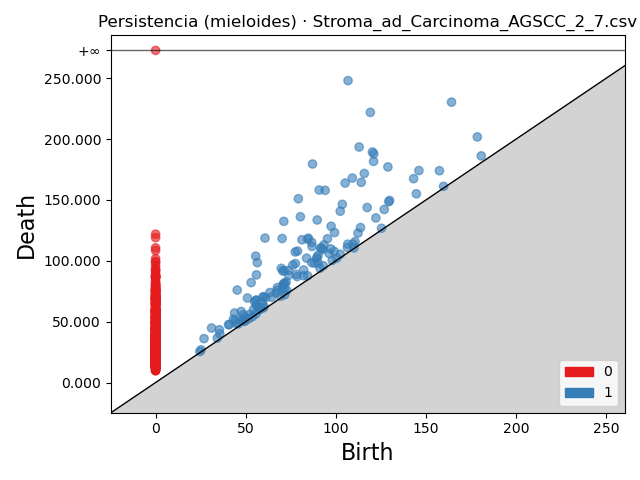 Persistencia (mieloides) · Stroma_ad_Carcinoma_AGSCC_2_7.csv
+∞
250.000
200.000
150.000
100.000
50.000
0.000
Death
0
1
0 50 100 150 200 250
Birth